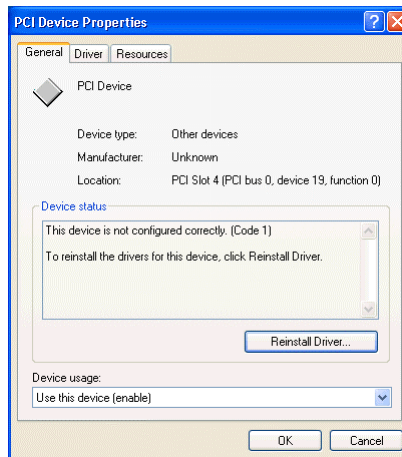 PCI Device Properties
General Driver Resources
PCI Device
Device type: Other devices
Manufacturer: Unknown
Location: PCI Slot 4 (PCI bus 0, device 19, function 0)
Device status
This device is not configured correctly. (Code 1)
To reinstall the drivers for this device, click Reinstall Driver.
Reinstall Driver...
Device usage:
Use this device (enable)
OK Cancel